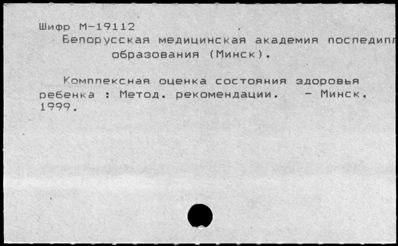 Шифр М-19112
Белорусская медицинская академия последипл
образования (Минск).
Комплексная оценка состояния здоровья
ребенка : Метод. рекомендации. - Минск,
1999.